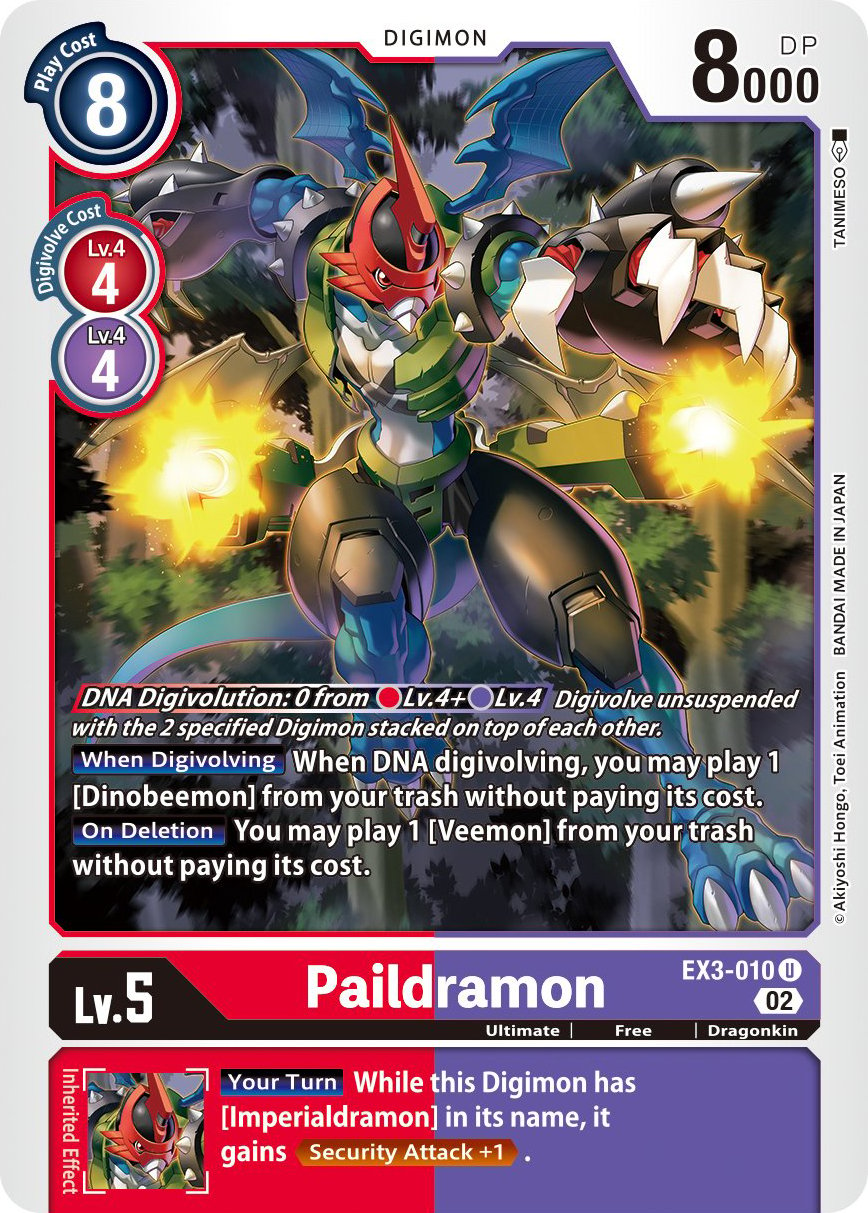 DIGIMON
Play Cost
8
DP
8000
Digivolve Cost
Lv.4
4
Lv.4
4
TANIMESO
DNA Digivolution: 0 from Lv.4+ Lv.4 Digivolve unsuspended
with the 2 specified Digimon stacked on top of each other.
When Digivolving When DNA digivolving, you may play 1
[Dinobeemon] from your trash without paying its cost.
On Deletion You may play 1 [Veemon] from your trash
without paying its cost.
© Akiyoshi Hongo, Toei Animation BANDAI MADE IN JAPAN
Lv.5
Paildramon
EX3-010 U
02
Ultimate | Free | Dragonkin
Inherited Effect
Your Turn While this Digimon has
[Imperialdramon] in its name, it
gains Security Attack +1 .